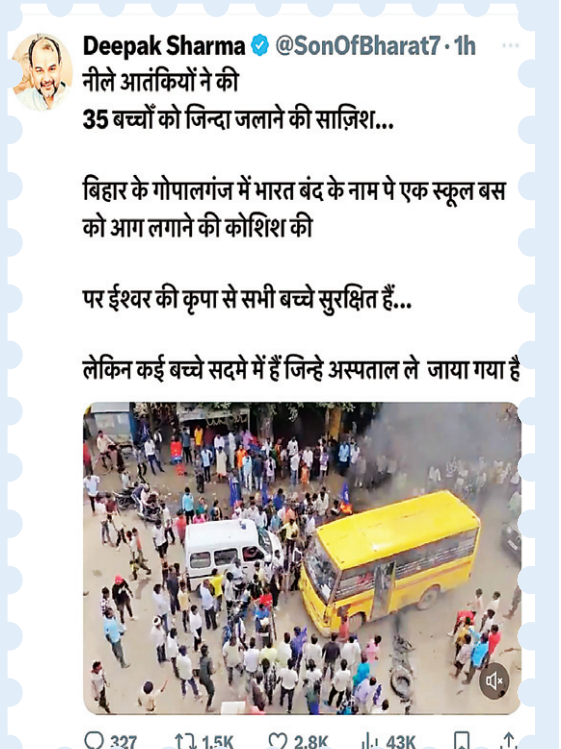 Deepak Sharma @SonOfBharat7 · 1h
नीले आतंकियों ने की
35 बच्चों को जिन्दा जलाने की साज़िश...
बिहार के गोपालगंज में भारत बंद के नाम पे एक स्कूल बस
को आग लगाने की कोशिश की
पर ईश्वर की कृपा से सभी बच्चे सुरक्षित हैं...
लेकिन कई बच्चे सदमे में हैं जिन्हे अस्पताल ले जाया गया है
327 1.5K 2.8K 43K